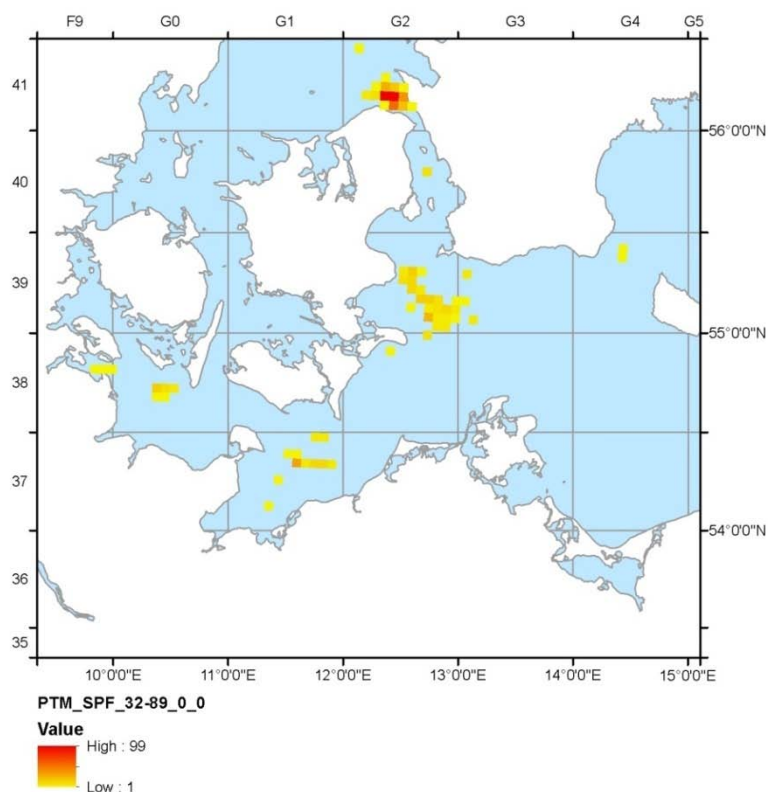 F9 G0 G1 G2 G3 G4 G5
41
56°0'0"N
40
39
55°0'0"N
38
37
54°0'0"N
36
35
10°0'0"E 11°0'0"E 12°0'0"E 13°0'0"E 14°0'0"E 15°0'0"E
PTM_SPF_32-89_0_0
Value
High : 99
Low : 1